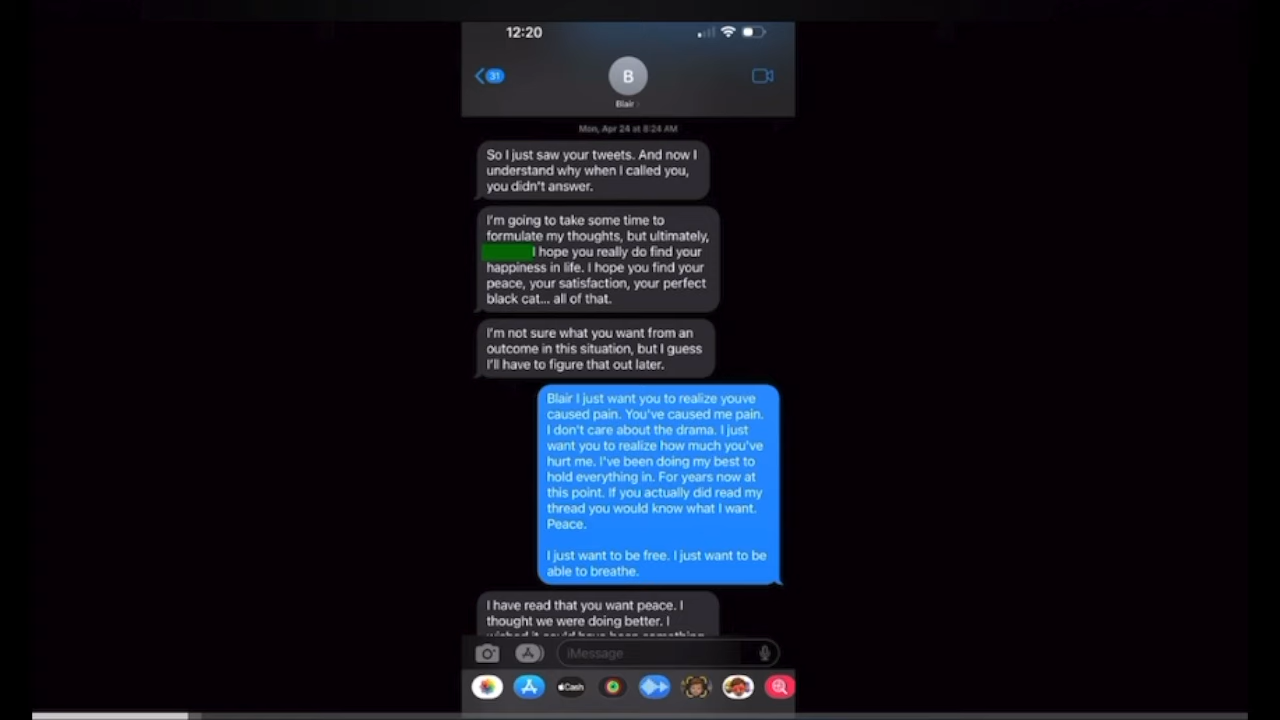 12:20
31
B
Blair
Mon, Apr 24 at 8:24 AM
So I just saw your tweets. And now I
understand why when I called you,
you didn't answer.
I'm going to take some time to
formulate my thoughts, but ultimately,
I hope you really do find your
happiness in life. I hope you find your
peace, your satisfaction, your perfect
black cat... all of that.
I'm not sure what you want from an
outcome in this situation, but I guess
I'll have to figure that out later.
Blair I just want you to realize youve
caused pain. You've caused me pain.
I don't care about the drama. I just
want you to realize how much you've
hurt me. I've been doing my best to
hold everything in. For years now at
this point. If you actually did read my
thread you would know what I want.
Peace.
I just want to be free. I just want to be
able to breathe.
I have read that you want peace. I
thought we were doing better. I
wished it could have been something
iMessage
Cash